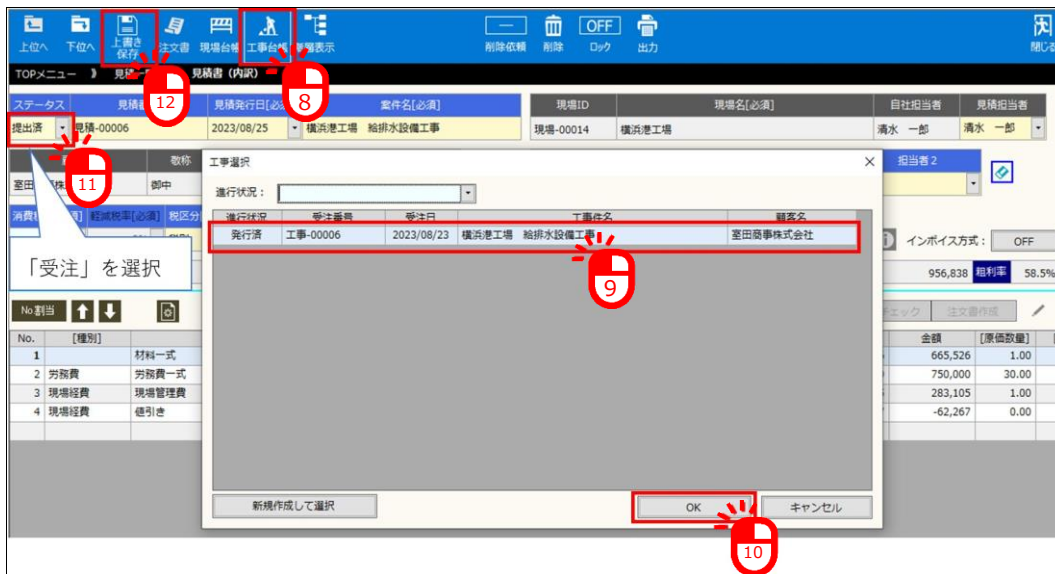 上位へ 下位へ 上書き保存 注文書 現場台帳 工事台帳 表示 削除依頼 OFF 削除 ロック 出力 閉じる
TOPメニュー 》 見積 見積書（内訳）
12
8
ステータス 見積 見積発行日[必須] 案件名[必須] 現場ID 現場名[必須] 自社担当者 見積担当者
提出済 見積-00006 2023/08/25 横浜港工場 給排水設備工事 現場-00014 横浜港工場 清水 一郎 清水 一郎
11
敬称 工事選択 × 担当者2
室田 御中 進行状況：
消費 軽減税率[必須] 税区分 進行状況 受注番号 受注日 工事件名 顧客名
発行済 工事-00006 2023/08/23 横浜港工場 給排水設備工事 室田商事株式会社
インボイス方式： OFF
9
「受注」を選択
956,838 粗利率 58.5%
No割当 チェック 注文書作成
No. [種別] 金額 [原価数量]
1 材料一式 665,526 1.00
2 労務費 労務費一式 750,000 30.00
3 現場経費 現場管理費 283,105 1.00
4 現場経費 値引き -62,267 0.00
新規作成して選択 OK キャンセル
10